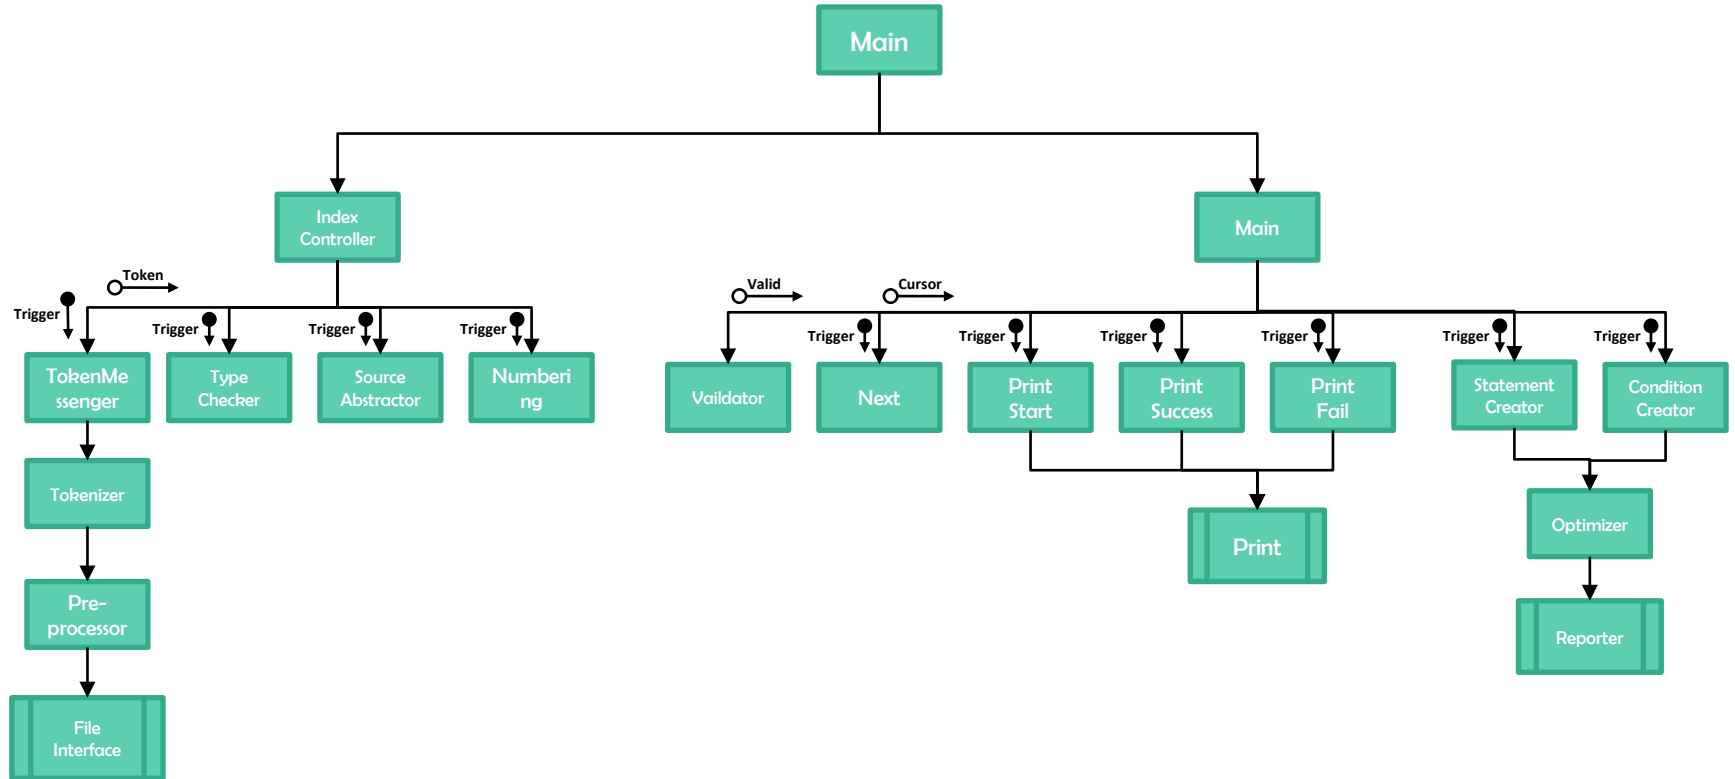 Main
Index
Controller
Main
Token
Valid
Cursor
Trigger
Trigger
Trigger
Trigger
Trigger
Trigger
Trigger
Trigger
Trigger
Trigger
TokenMe
ssenger
Type
Checker
Source
Abstractor
Numberi
ng
Vaildator
Next
Print
Start
Print
Success
Print
Fail
Statement
Creator
Condition
Creator
Tokenizer
Optimizer
Print
Pre-
processor
Reporter
File
Interface